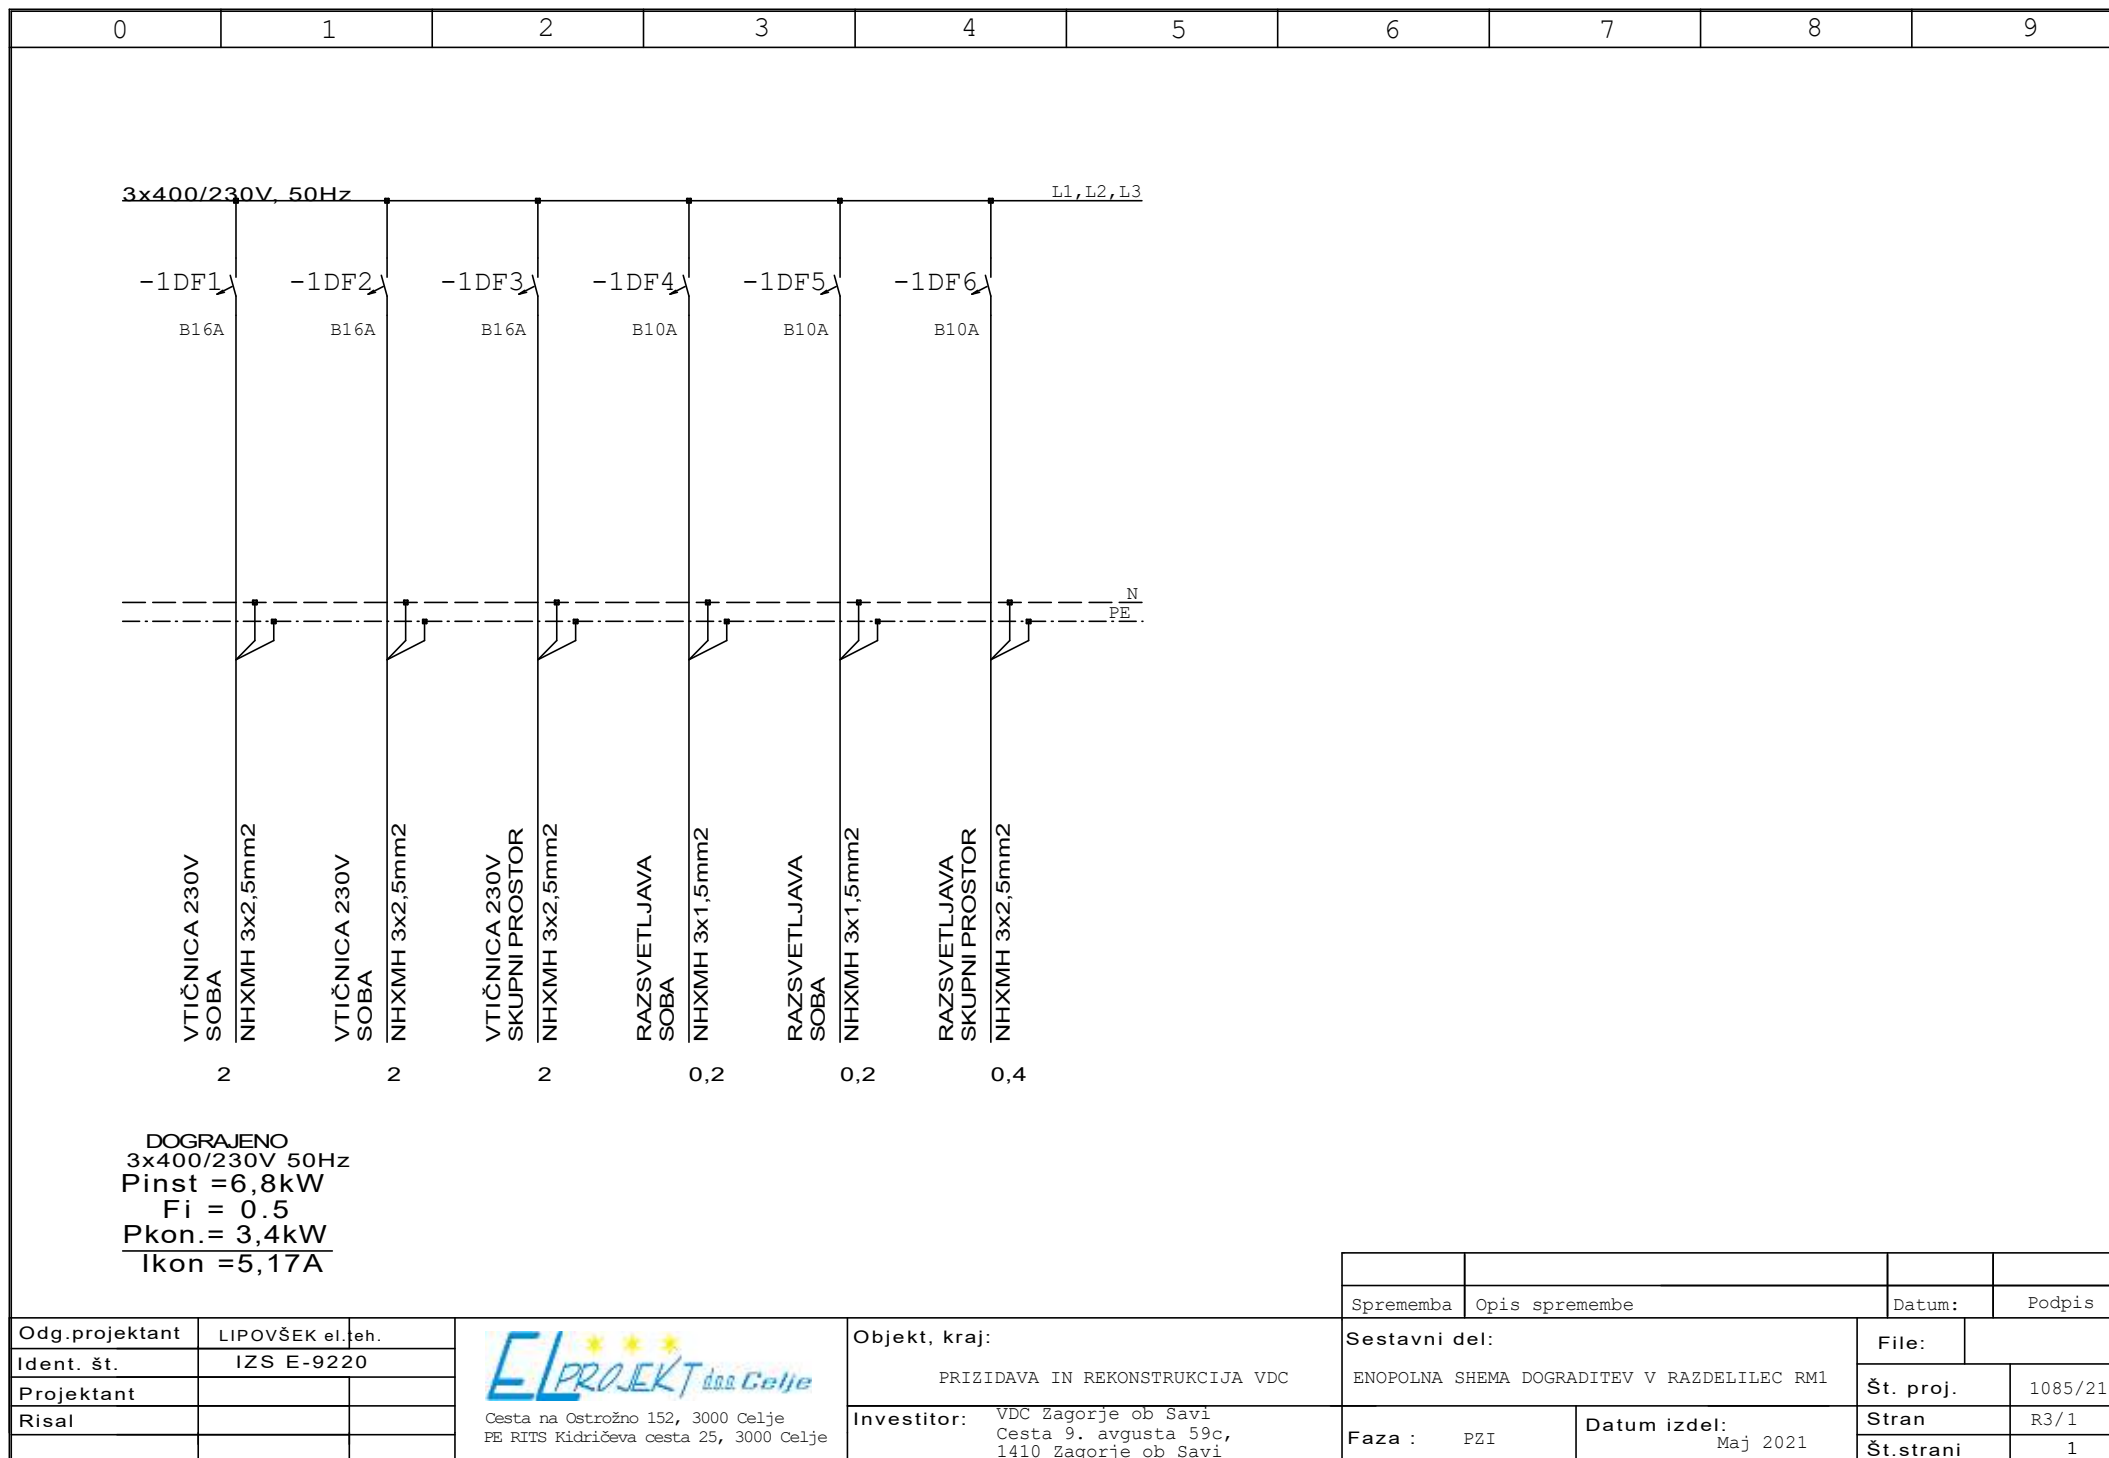 0 1 2 3 4 5 6 7 8 9
3x400/230V, 50Hz
L1,L2,L3
-1DF1 -1DF2 -1DF3 -1DF4 -1DF5 -1DF6
B16A B16A B16A B10A B10A B10A
N
PE
VTIČNICA 230V
SOBA
NHXMH 3x2,5mm2
VTIČNICA 230V
SOBA
NHXMH 3x2,5mm2
VTIČNICA 230V
SKUPNI PROSTOR
NHXMH 3x2,5mm2
RAZSVETLJAVA
SOBA
NHXMH 3x1,5mm2
RAZSVETLJAVA
SOBA
NHXMH 3x1,5mm2
RAZSVETLJAVA
SKUPNI PROSTOR
NHXMH 3x2,5mm2
2 2 2 0,2 0,2 0,4
DOGRAJENO
3x400/230V 50Hz
Pinst =6,8kW
Fi = 0.5
Pkon.= 3,4kW
Ikon =5,17A
Sprememba Opis spremembe Datum: Podpis
Odg.projektant LIPOVŠEK el.teh.
Ident. št. IZS E-9220
Projektant
Risal
ELPROJEKT d.o.o. Celje
Cesta na Ostrožno 152, 3000 Celje
PE RITS Kidričeva cesta 25, 3000 Celje
Objekt, kraj:
PRIZIDAVA IN REKONSTRUKCIJA VDC
Investitor: VDC Zagorje ob Savi
Cesta 9. avgusta 59c,
1410 Zagorje ob Savi
Sestavni del:
ENOPOLNA SHEMA DOGRADITEV V RAZDELILEC RM1
Faza : PZI
Datum izdel:
Maj 2021
File:
Št. proj. 1085/21
Stran R3/1
Št.strani 1